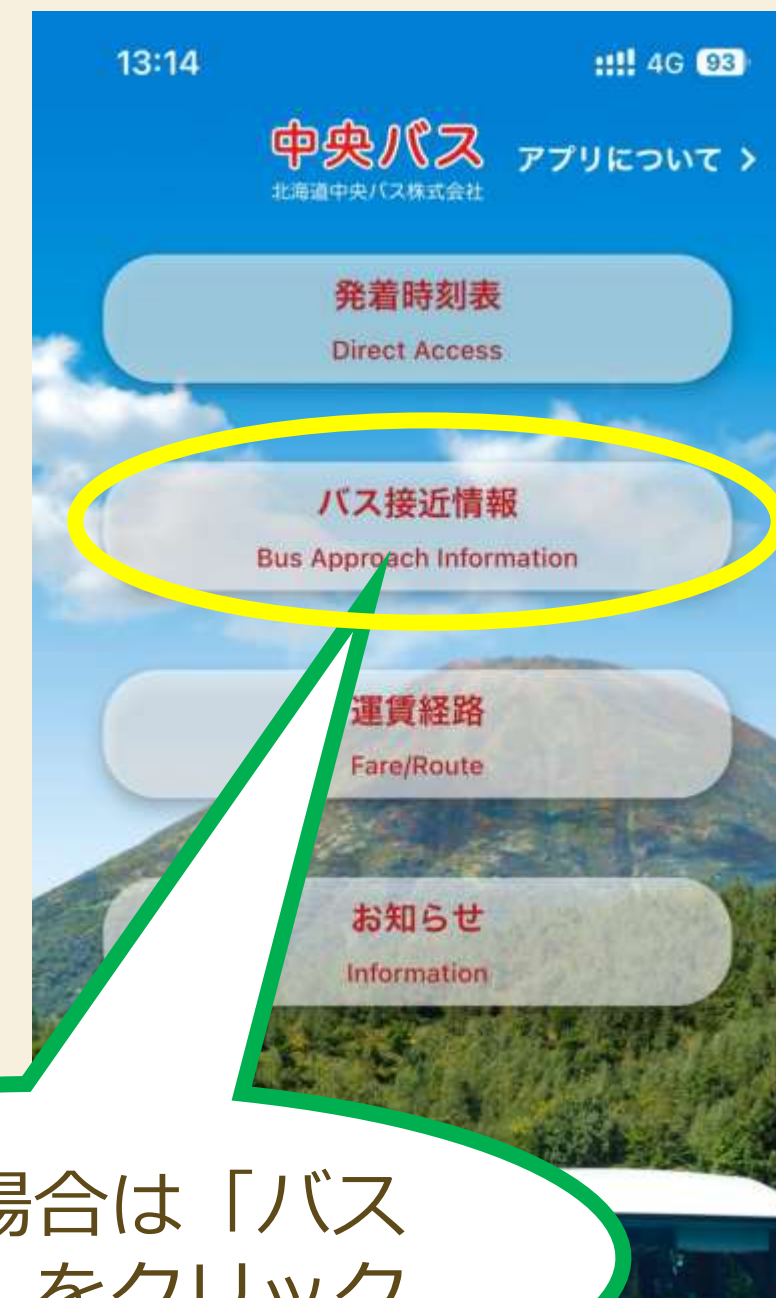 13:14
4G 93
中央バス
アプリについて >
北海道中央バス株式会社
発着時刻表
Direct Access
バス接近情報
Bus Approach Information
運賃経路
Fare/Route
お知らせ
Information
場合は「バス
」をクリック